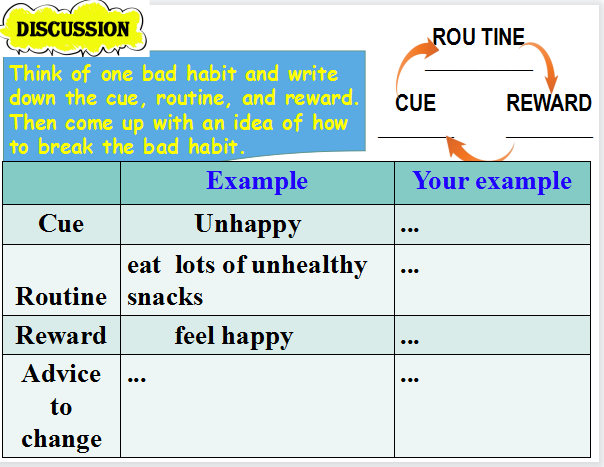 DISCUSSION
Think of one bad habit and write
down the cue, routine, and reward.
Then come up with an idea of how
to break the bad habit.
ROU TINE
CUE
REWARD
Example
Your example
Cue
Unhappy
...
Routine
eat lots of unhealthy
snacks
...
Reward
feel happy
...
Advice
to
change
...
...